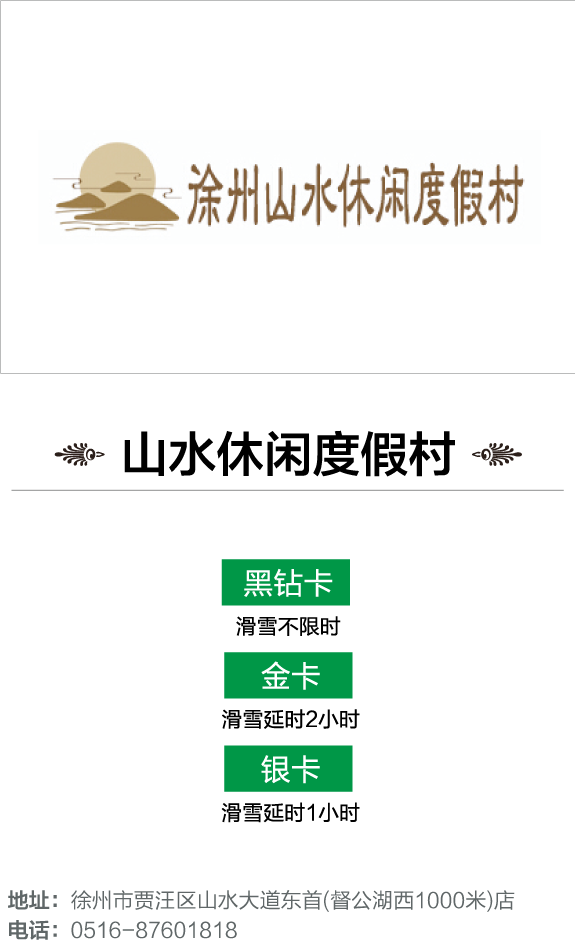 徐州山水休闲度假村
山水休闲度假村
黑钻卡
滑雪不限时
金卡
滑雪延时2小时
银卡
滑雪延时1小时
地址：徐州市贾汪区山水大道东首(督公湖西1000米)店
电话：0516-87601818